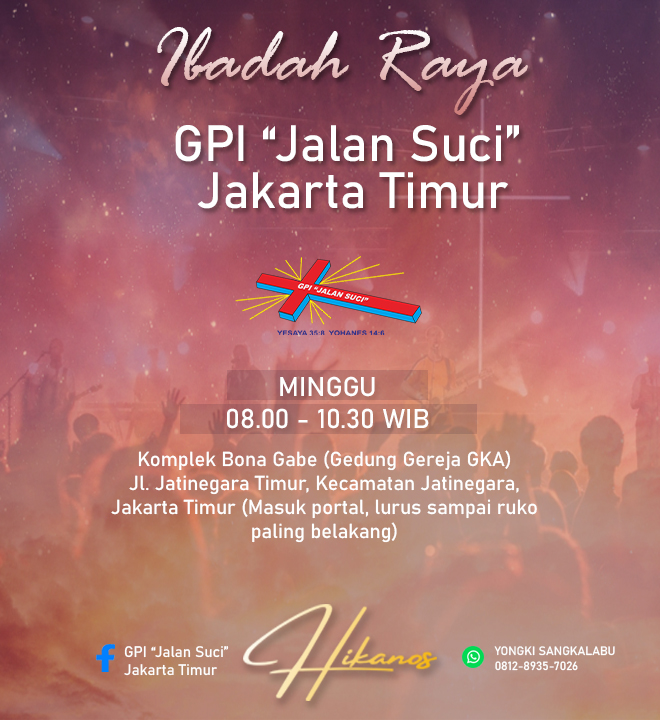 Ibadah Raya
GPI “Jalan Suci”
Jakarta Timur
GPI "JALAN SUCI"
YESAYA 35:8, YOHANES 14:6
MINGGU
08.00 - 10.30 WIB
Komplek Bona Gabe (Gedung Gereja GKA)
Jl. Jatinegara Timur, Kecamatan Jatinegara,
Jakarta Timur (Masuk portal, lurus sampai ruko
paling belakang)
GPI “Jalan Suci”
Jakarta Timur
Hikanos
YONGKI SANGKALABU
0812-8935-7026